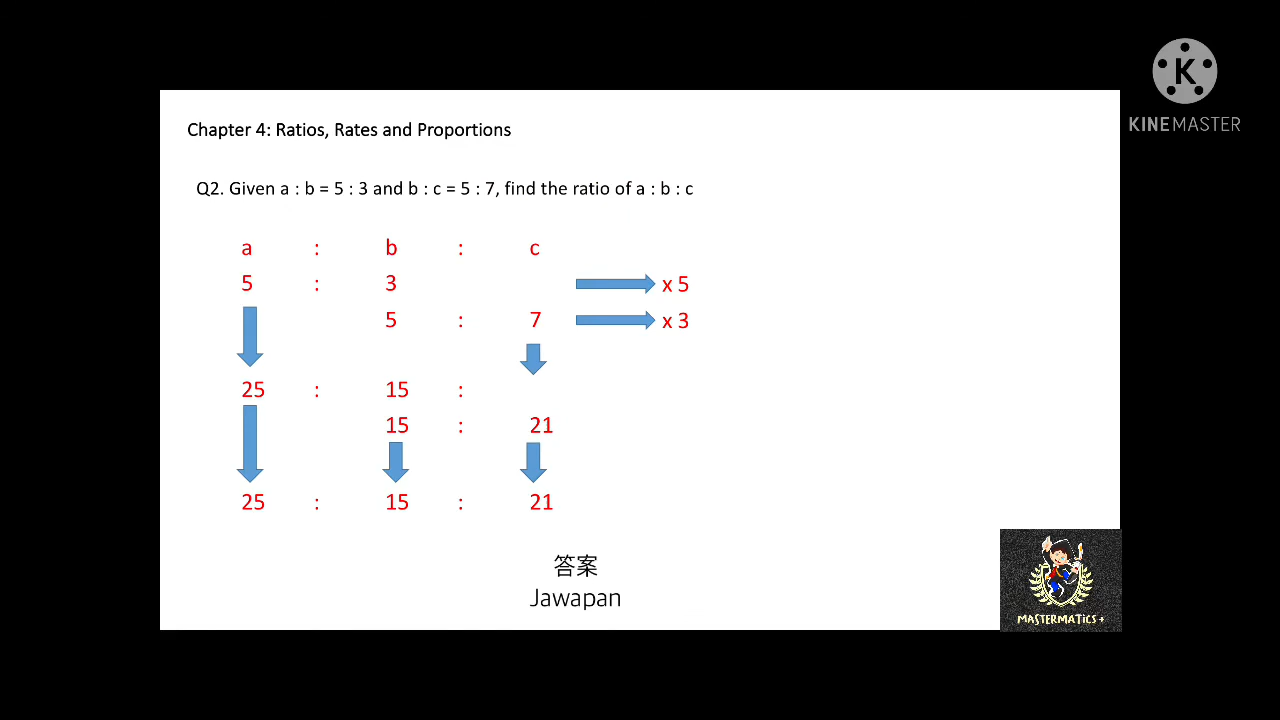 K
KINEMASTER
Chapter 4: Ratios, Rates and Proportions
Q2. Given a : b = 5 : 3 and b : c = 5 : 7, find the ratio of a : b : c
a : b : c
5 : 3 x 5
5 : 7 x 3
25 : 15 :
15 : 21
25 : 15 : 21
答案
Jawapan
MASTERMATICS +